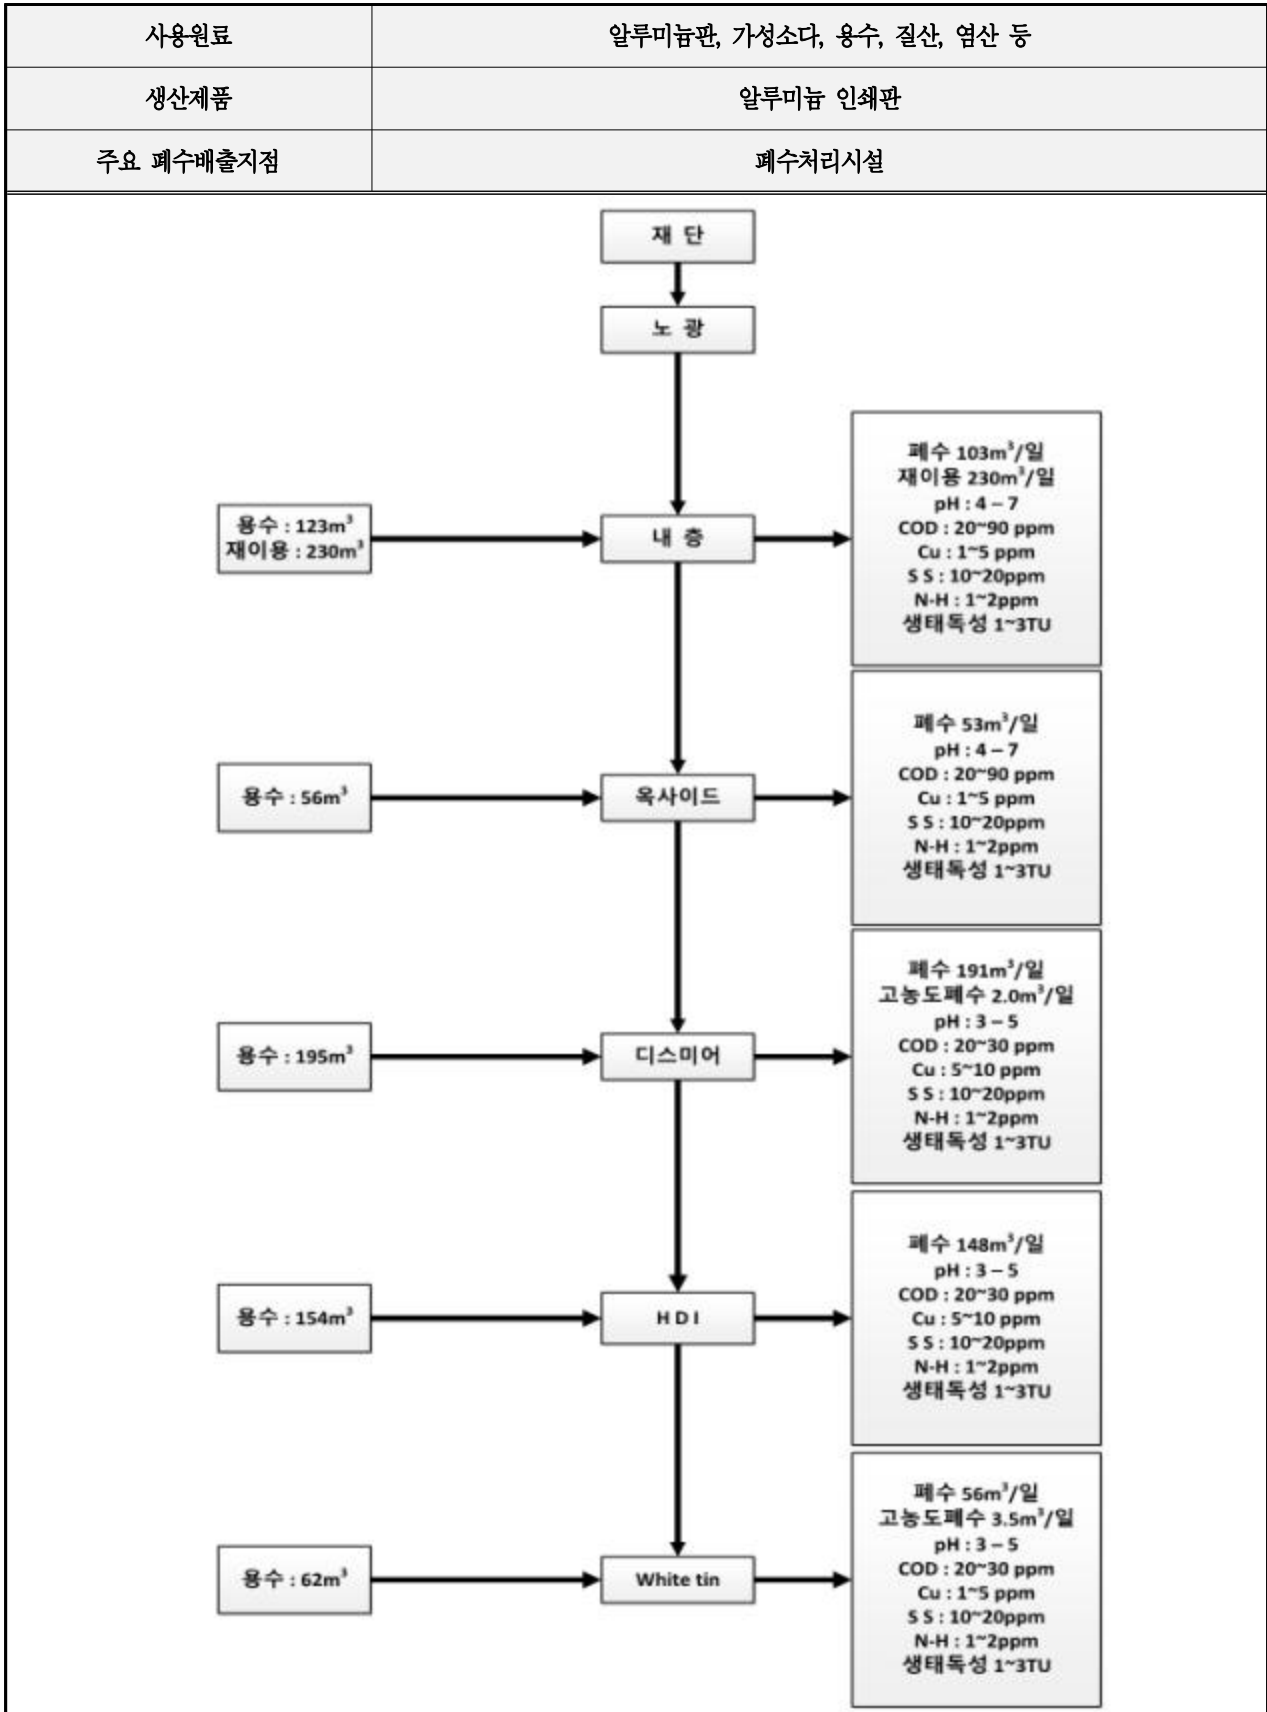 사용원료
알루미늄판, 가성소다, 용수, 질산, 염산 등
생산제품
알루미늄 인쇄판
주요 폐수배출지점
폐수처리시설
재 단
노 광
용수 : 123m³
재이용 : 230m³
내 층
폐수 103m³/일
재이용 230m³/일
pH : 4 – 7
COD : 20~90 ppm
Cu : 1~5 ppm
S S : 10~20ppm
N-H : 1~2ppm
생태독성 1~3TU
용수 : 56m³
옥사이드
폐수 53m³/일
pH : 4 – 7
COD : 20~90 ppm
Cu : 1~5 ppm
S S : 10~20ppm
N-H : 1~2ppm
생태독성 1~3TU
용수 : 195m³
디스미어
폐수 191m³/일
고농도폐수 2.0m³/일
pH : 3 – 5
COD : 20~30 ppm
Cu : 5~10 ppm
S S : 10~20ppm
N-H : 1~2ppm
생태독성 1~3TU
용수 : 154m³
H D I
폐수 148m³/일
pH : 3 – 5
COD : 20~30 ppm
Cu : 5~10 ppm
S S : 10~20ppm
N-H : 1~2ppm
생태독성 1~3TU
용수 : 62m³
White tin
폐수 56m³/일
고농도폐수 3.5m³/일
pH : 3 – 5
COD : 20~30 ppm
Cu : 1~5 ppm
S S : 10~20ppm
N-H : 1~2ppm
생태독성 1~3TU